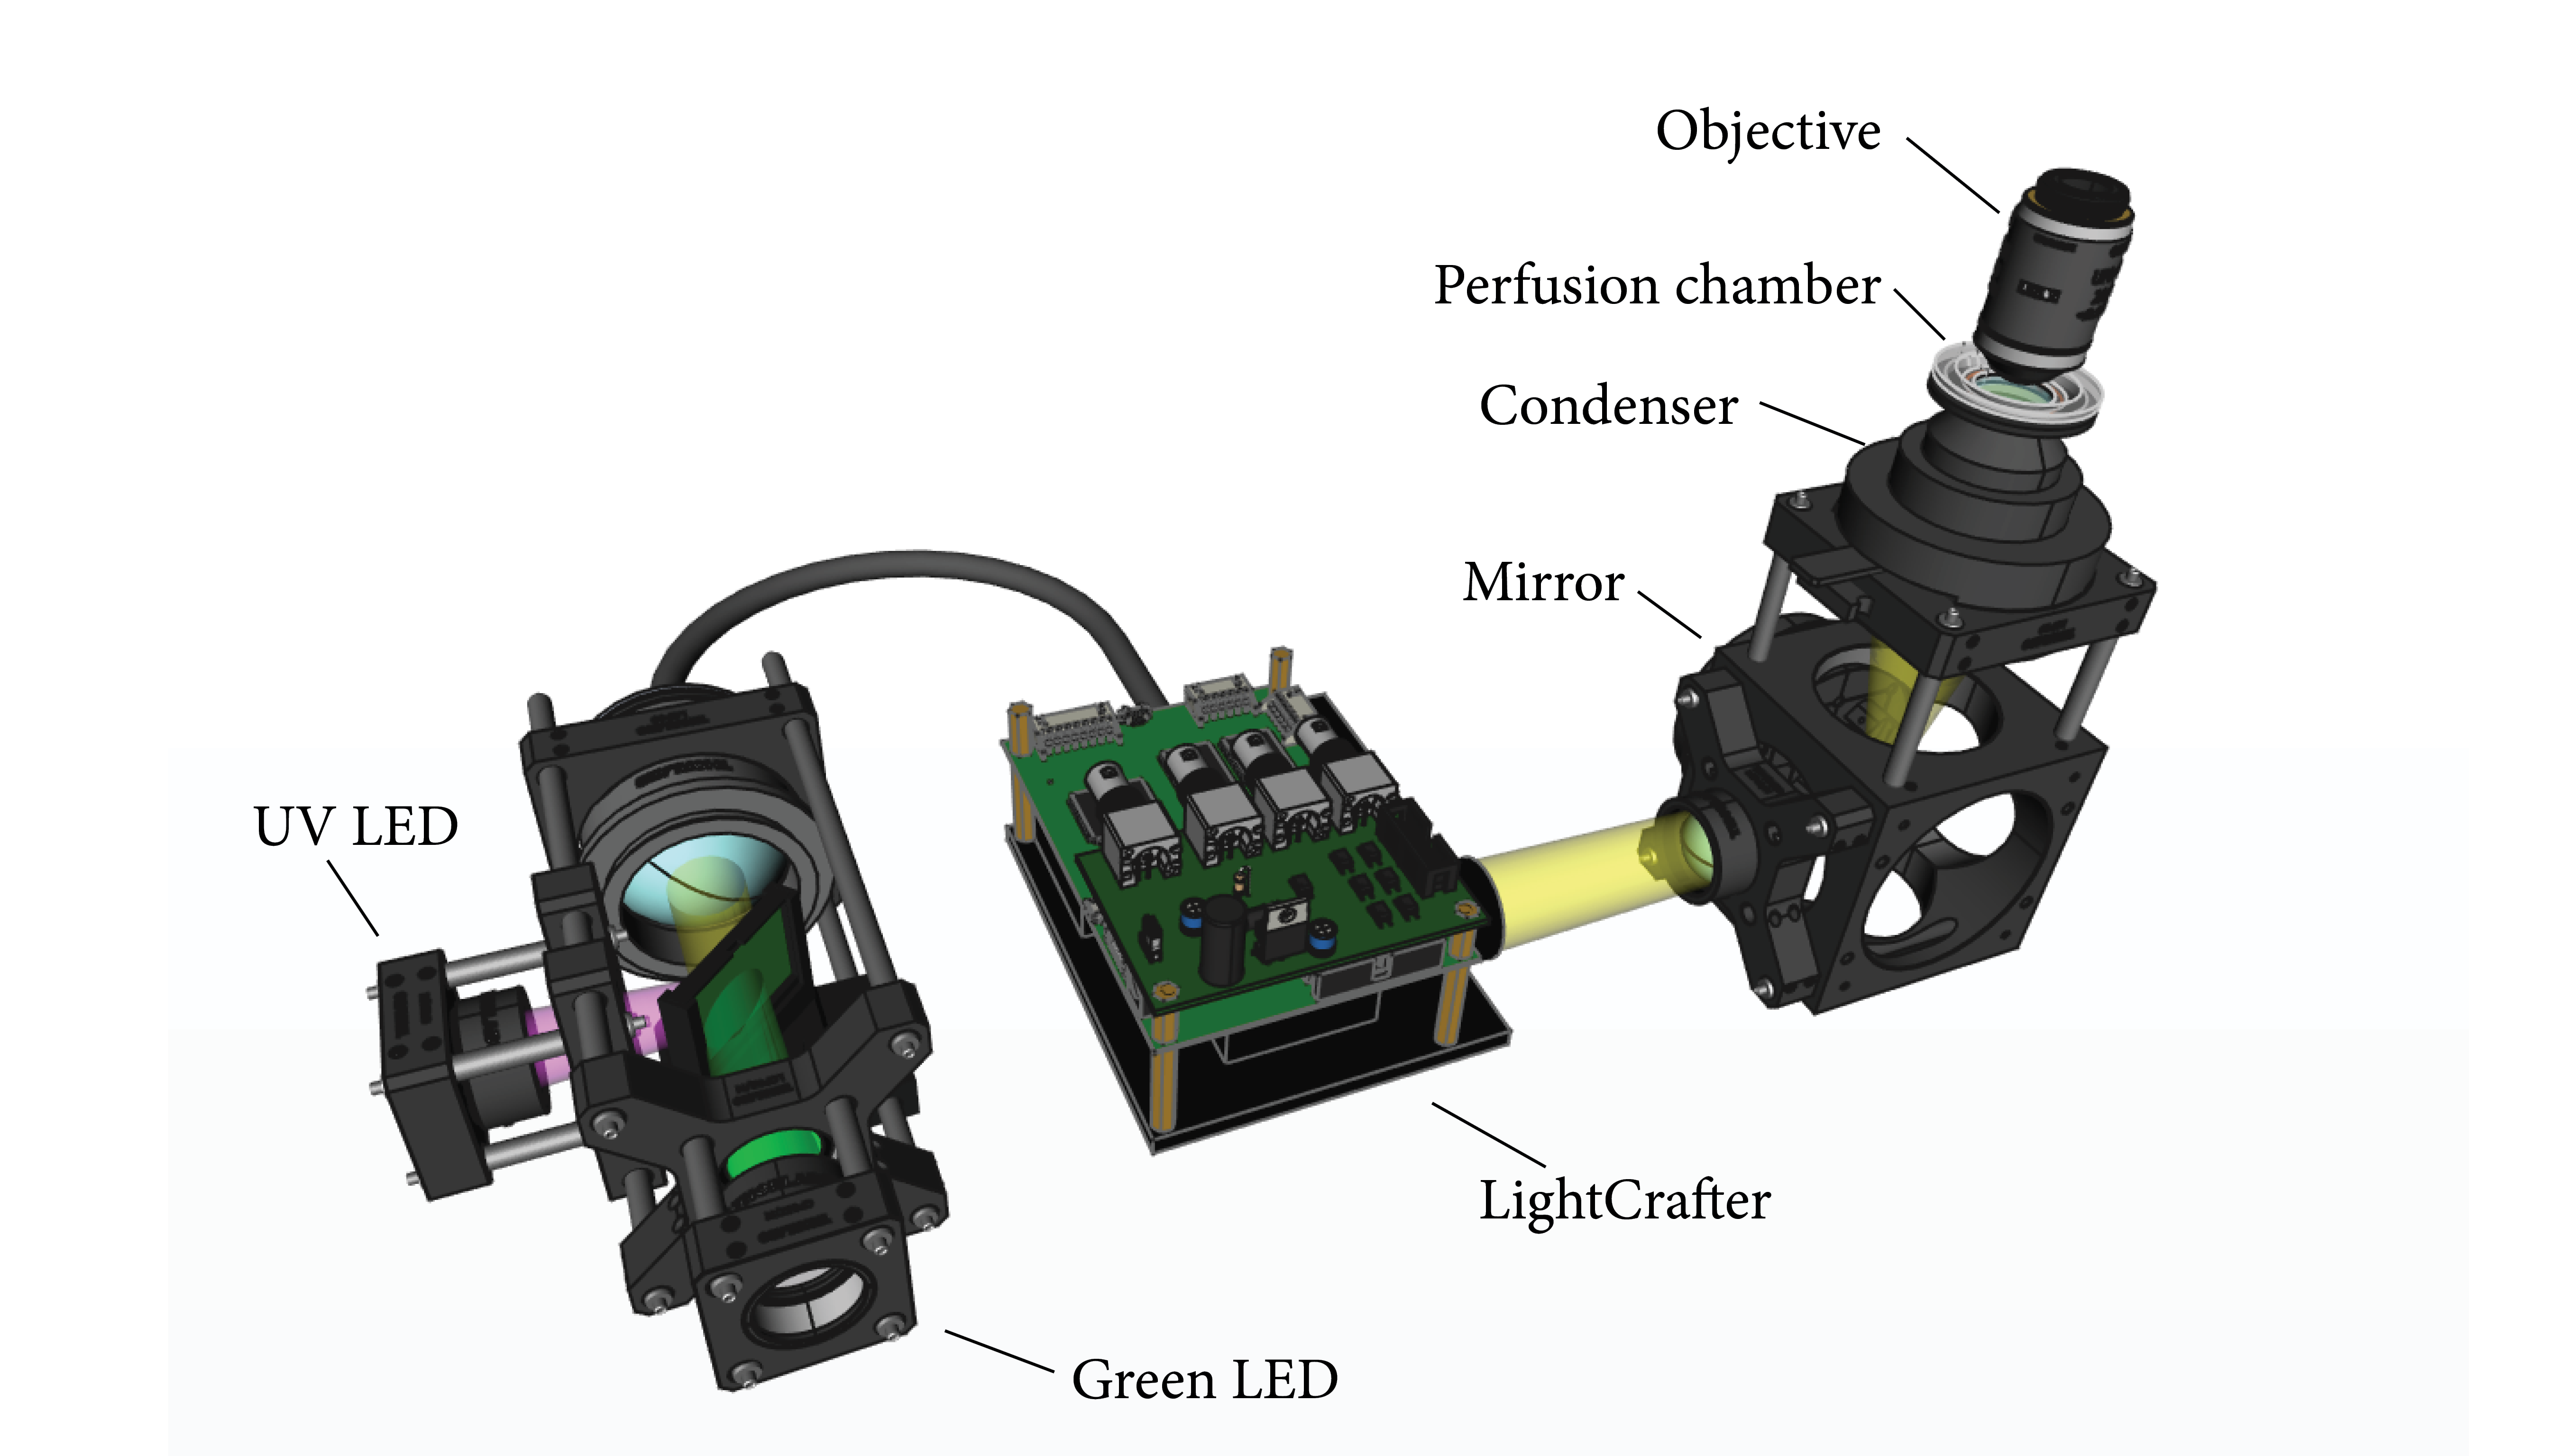 Objective
Perfusion chamber
Condenser
Mirror
UV LED
LightCrafter
Green LED